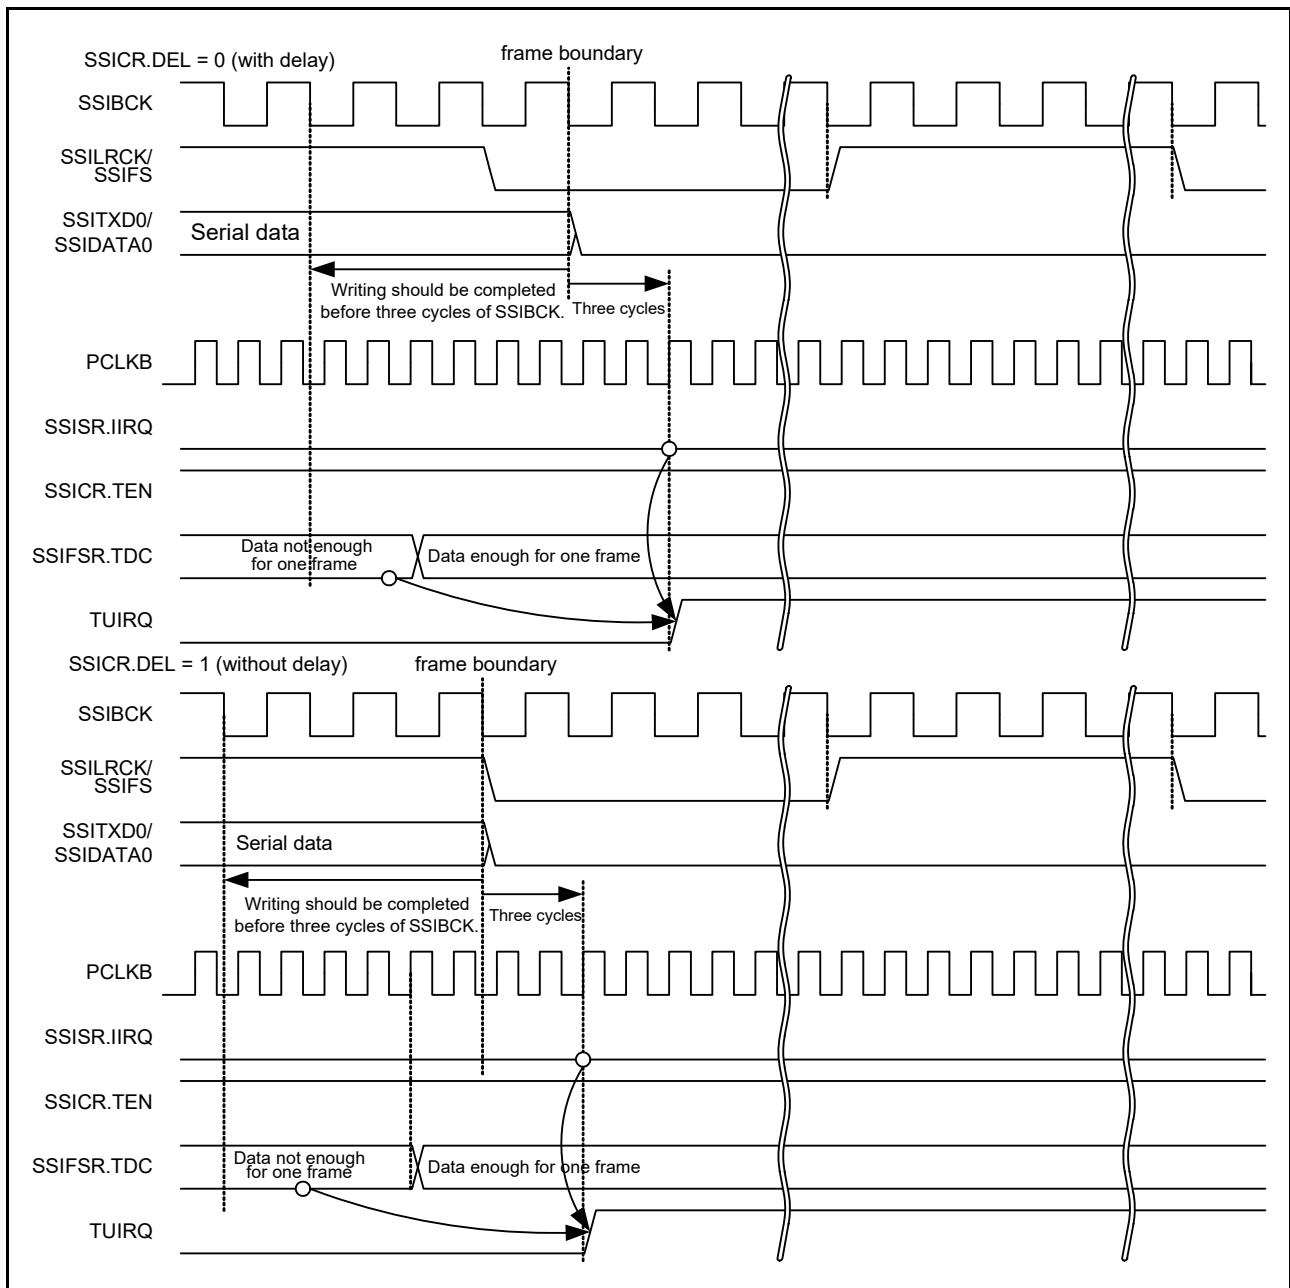 SSICR.DEL = 0 (with delay)
frame boundary
SSIBCK
SSILRCK/
SSIFS
SSITXD0/
SSIDATA0
Serial data
Writing should be completed
before three cycles of SSIBCK.
Three cycles
PCLKB
SSISR.IIRQ
SSICR.TEN
SSIFSR.TDC
Data not enough
for one frame
Data enough for one frame
TUIRQ
SSICR.DEL = 1 (without delay)
frame boundary
SSIBCK
SSILRCK/
SSIFS
SSITXD0/
SSIDATA0
Serial data
Writing should be completed
before three cycles of SSIBCK.
Three cycles
PCLKB
SSISR.IIRQ
SSICR.TEN
SSIFSR.TDC
Data not enough
for one frame
Data enough for one frame
TUIRQ